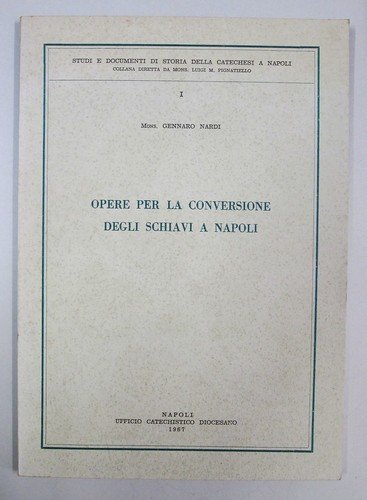 STUDI E DOCUMENTI DI STORIA DELLA CATECHESI A NAPOLI
COLLANA DIRETTA DA MONS. LUIGI M. PIGNATIELLO
I
MONS. GENNARO NARDI
OPERE PER LA CONVERSIONE
DEGLI SCHIAVI A NAPOLI
NAPOLI
UFFICIO CATECHISTICO DIOCESANO
1967